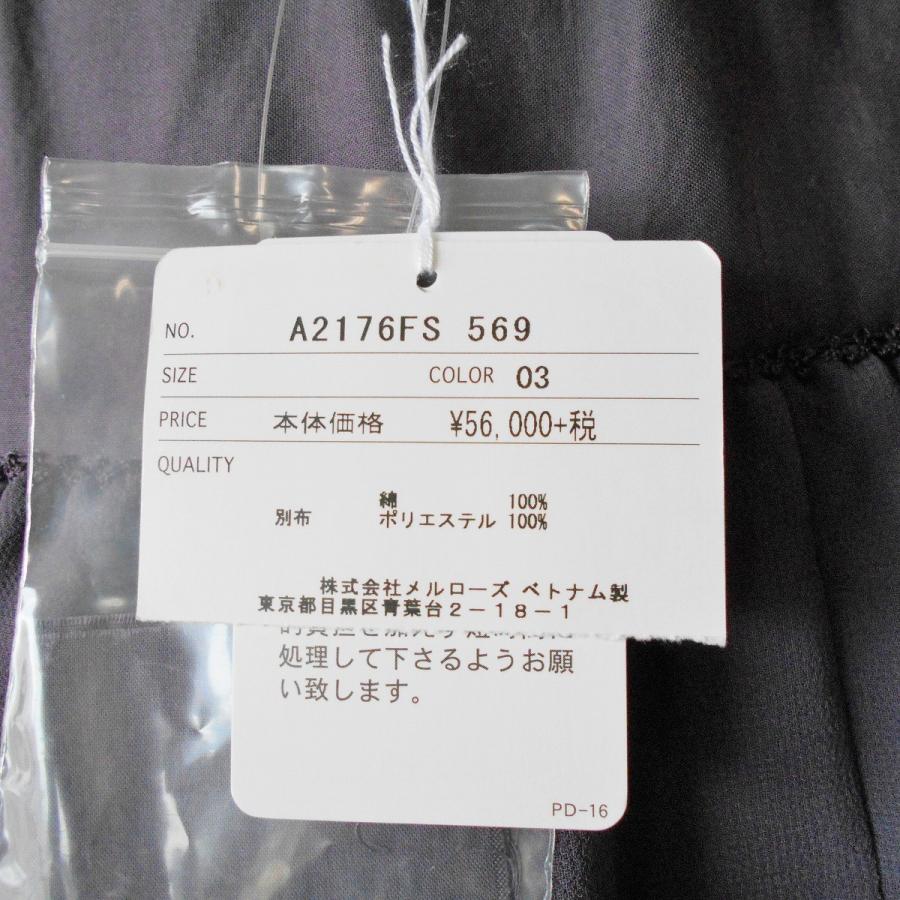 NO. A2176FS 569
SIZE COLOR 03
PRICE 本体価格 ¥56,000+税
QUALITY
綿 100%
別布 ポリエステル 100%
株式会社メルローズ ベトナム製
東京都目黒区青葉台2-18-1
処理して下さるようお願
い致します。
PD-16